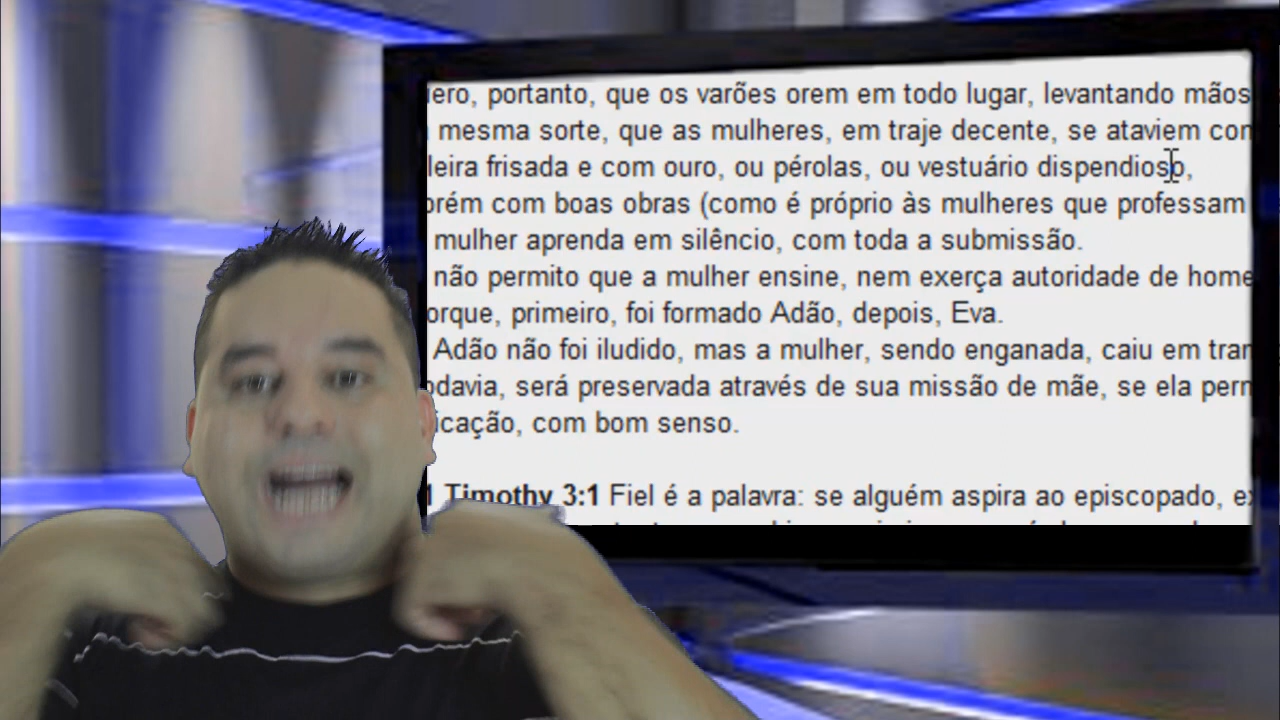 ero, portanto, que os varões orem em todo lugar, levantando mãos
mesma sorte, que as mulheres, em traje decente, se ataviem com
leira frisada e com ouro, ou pérolas, ou vestuário dispendioso,
orém com boas obras (como é próprio às mulheres que professam
mulher aprenda em silêncio, com toda a submissão.
não permito que a mulher ensine, nem exerça autoridade de home
orque, primeiro, foi formado Adão, depois, Eva.
Adão não foi iludido, mas a mulher, sendo enganada, caiu em tran
odavia, será preservada através de sua missão de mãe, se ela perm
icação, com bom senso.
1 Timothy 3:1 Fiel é a palavra: se alguém aspira ao episcopado, ex